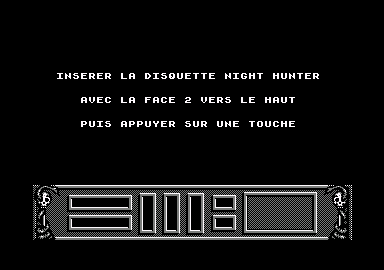 INSERER LA DISQUETTE NIGHT HUNTER
AVEC LA FACE 2 VERS LE HAUT
PUIS APPUYER SUR UNE TOUCHE